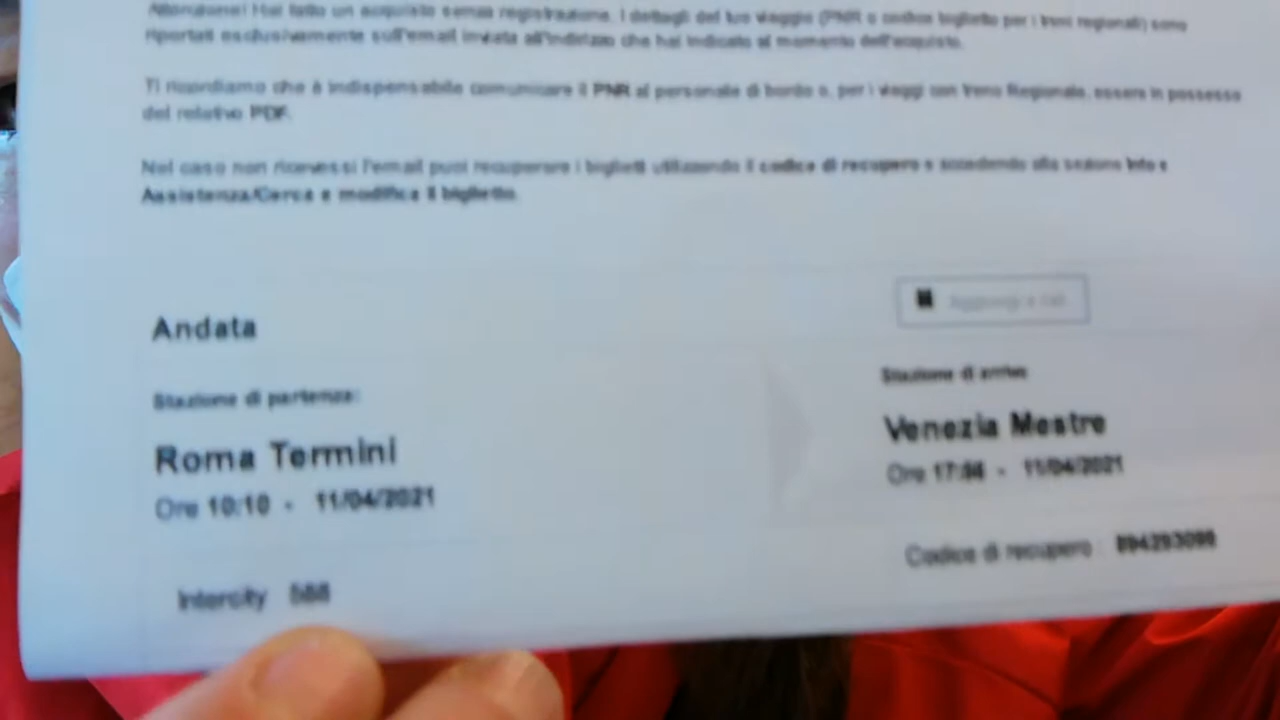 Attenzione! Hai fatto un acquisto senza registrazione. I dettagli del tuo viaggio (PNR o codice biglietto per i treni regionali) sono
riportati esclusivamente sull'email inviata all'indirizzo che hai indicato al momento dell'acquisto.
Ti ricordiamo che è indispensabile comunicare il PNR al personale di bordo o, per i viaggi con treno Regionale, essere in possesso
del relativo PDF.
Nel caso non ricevessi l'email puoi recuperare i biglietti utilizzando il codice di recupero e accedendo alla sezione Info e
Assistenza/Cerca e modifica il biglietto.
Andata
Aggiungi a
Stazione di partenza:
Stazione di arrivo
Roma Termini
Venezia Mestre
Ore 10:10 - 11/04/2021
Ore - 11/04/2021
Codice di recupero :
Intercity